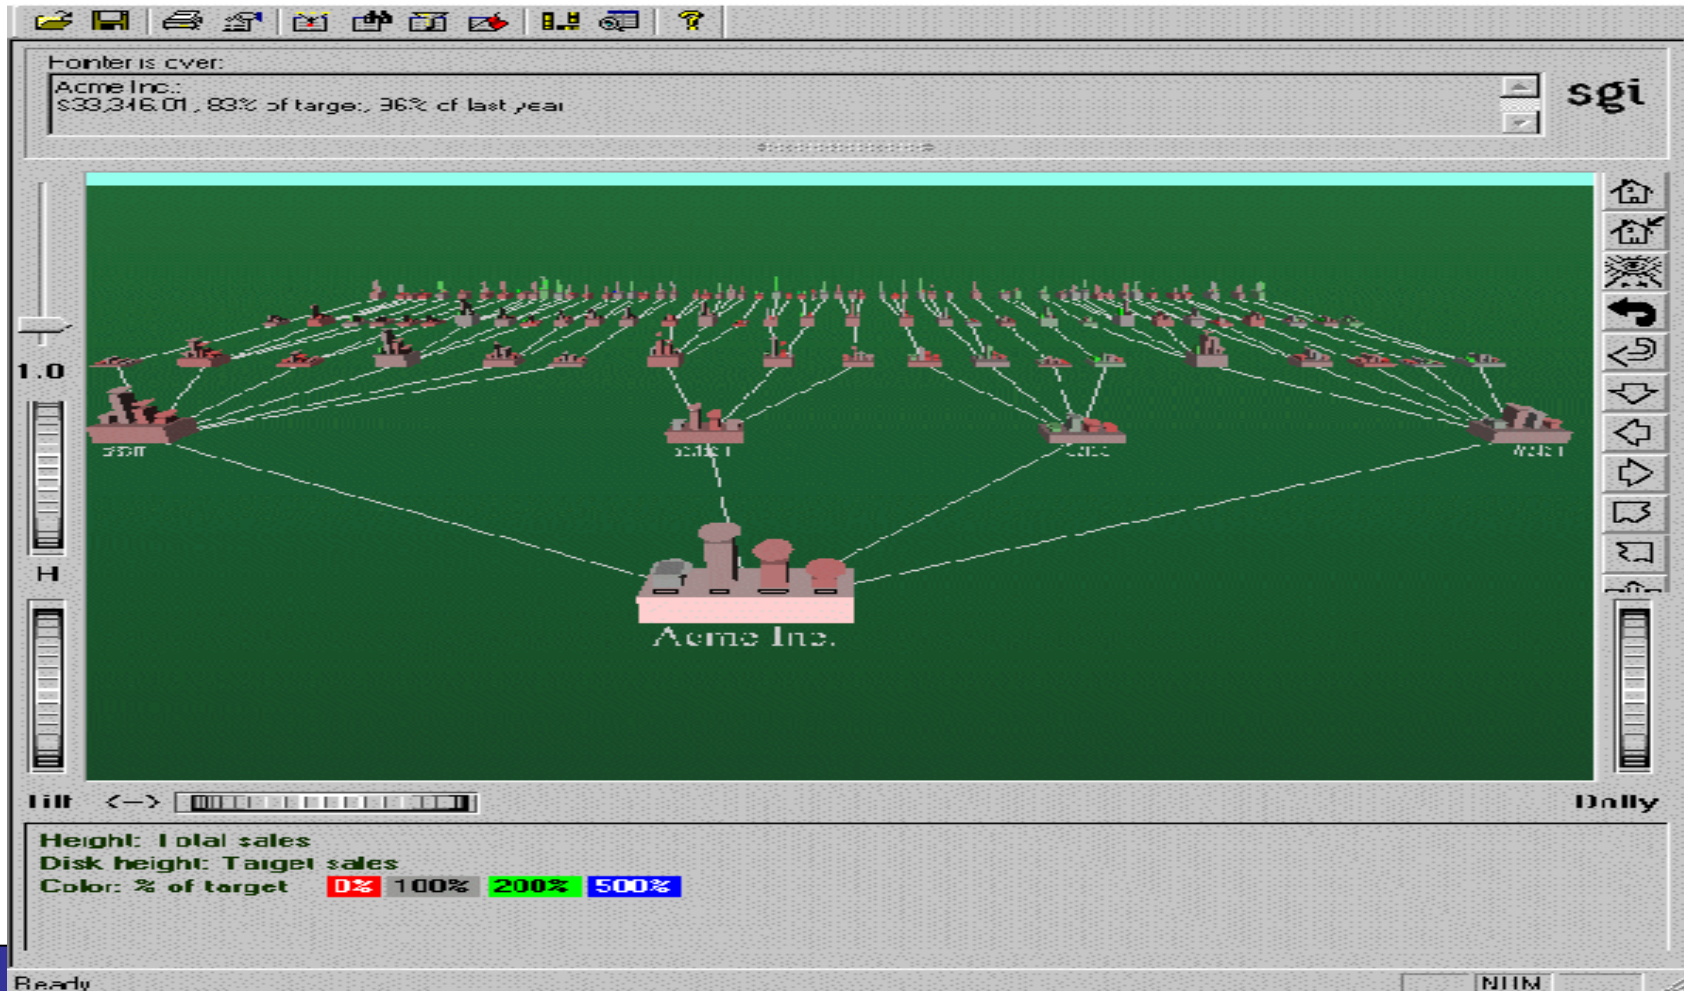 Pointer is over:
Acme Inc.:
$33,346.01, 83% of target, 96% of last year
sgi
1.0
H
Acme Inc.
Tilt <-> Dolly
Height: Total sales
Disk height: Target sales
Color: % of target 0% 100% 200% 500%
Ready NUM